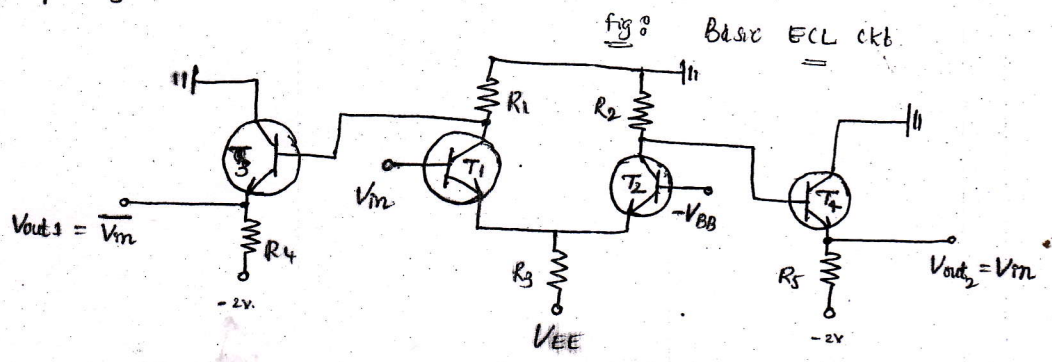 fig: Basic ECL ckt
R1
R2
T3
T1
T2
T4
Vin
-VBB
Vout1 = V̅i̅n̅
R4
R3
R5
Vout2 = Vin
-2V.
VEE
-2V